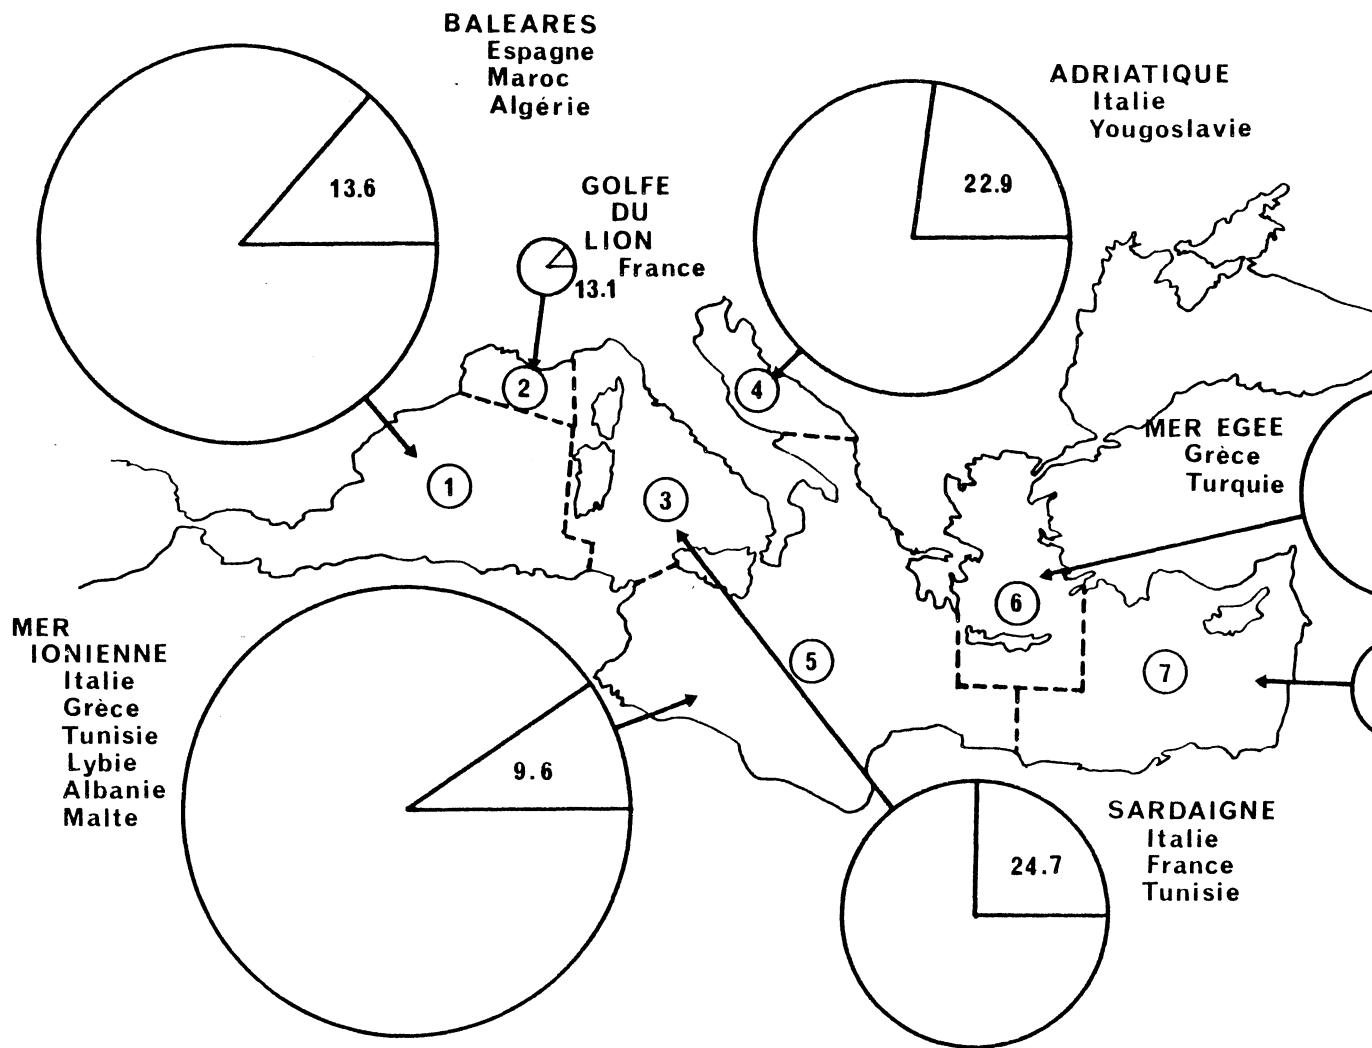 BALEARES
Espagne
Maroc
Algérie
13.6
GOLFE
DU
LION
France
13.1
ADRIATIQUE
Italie
Yougoslavie
22.9
MER EGEE
Grèce
Turquie
1
2
3
4
5
6
7
MER
IONIENNE
Italie
Grèce
Tunisie
Lybie
Albanie
Malte
9.6
SARDAIGNE
Italie
France
Tunisie
24.7